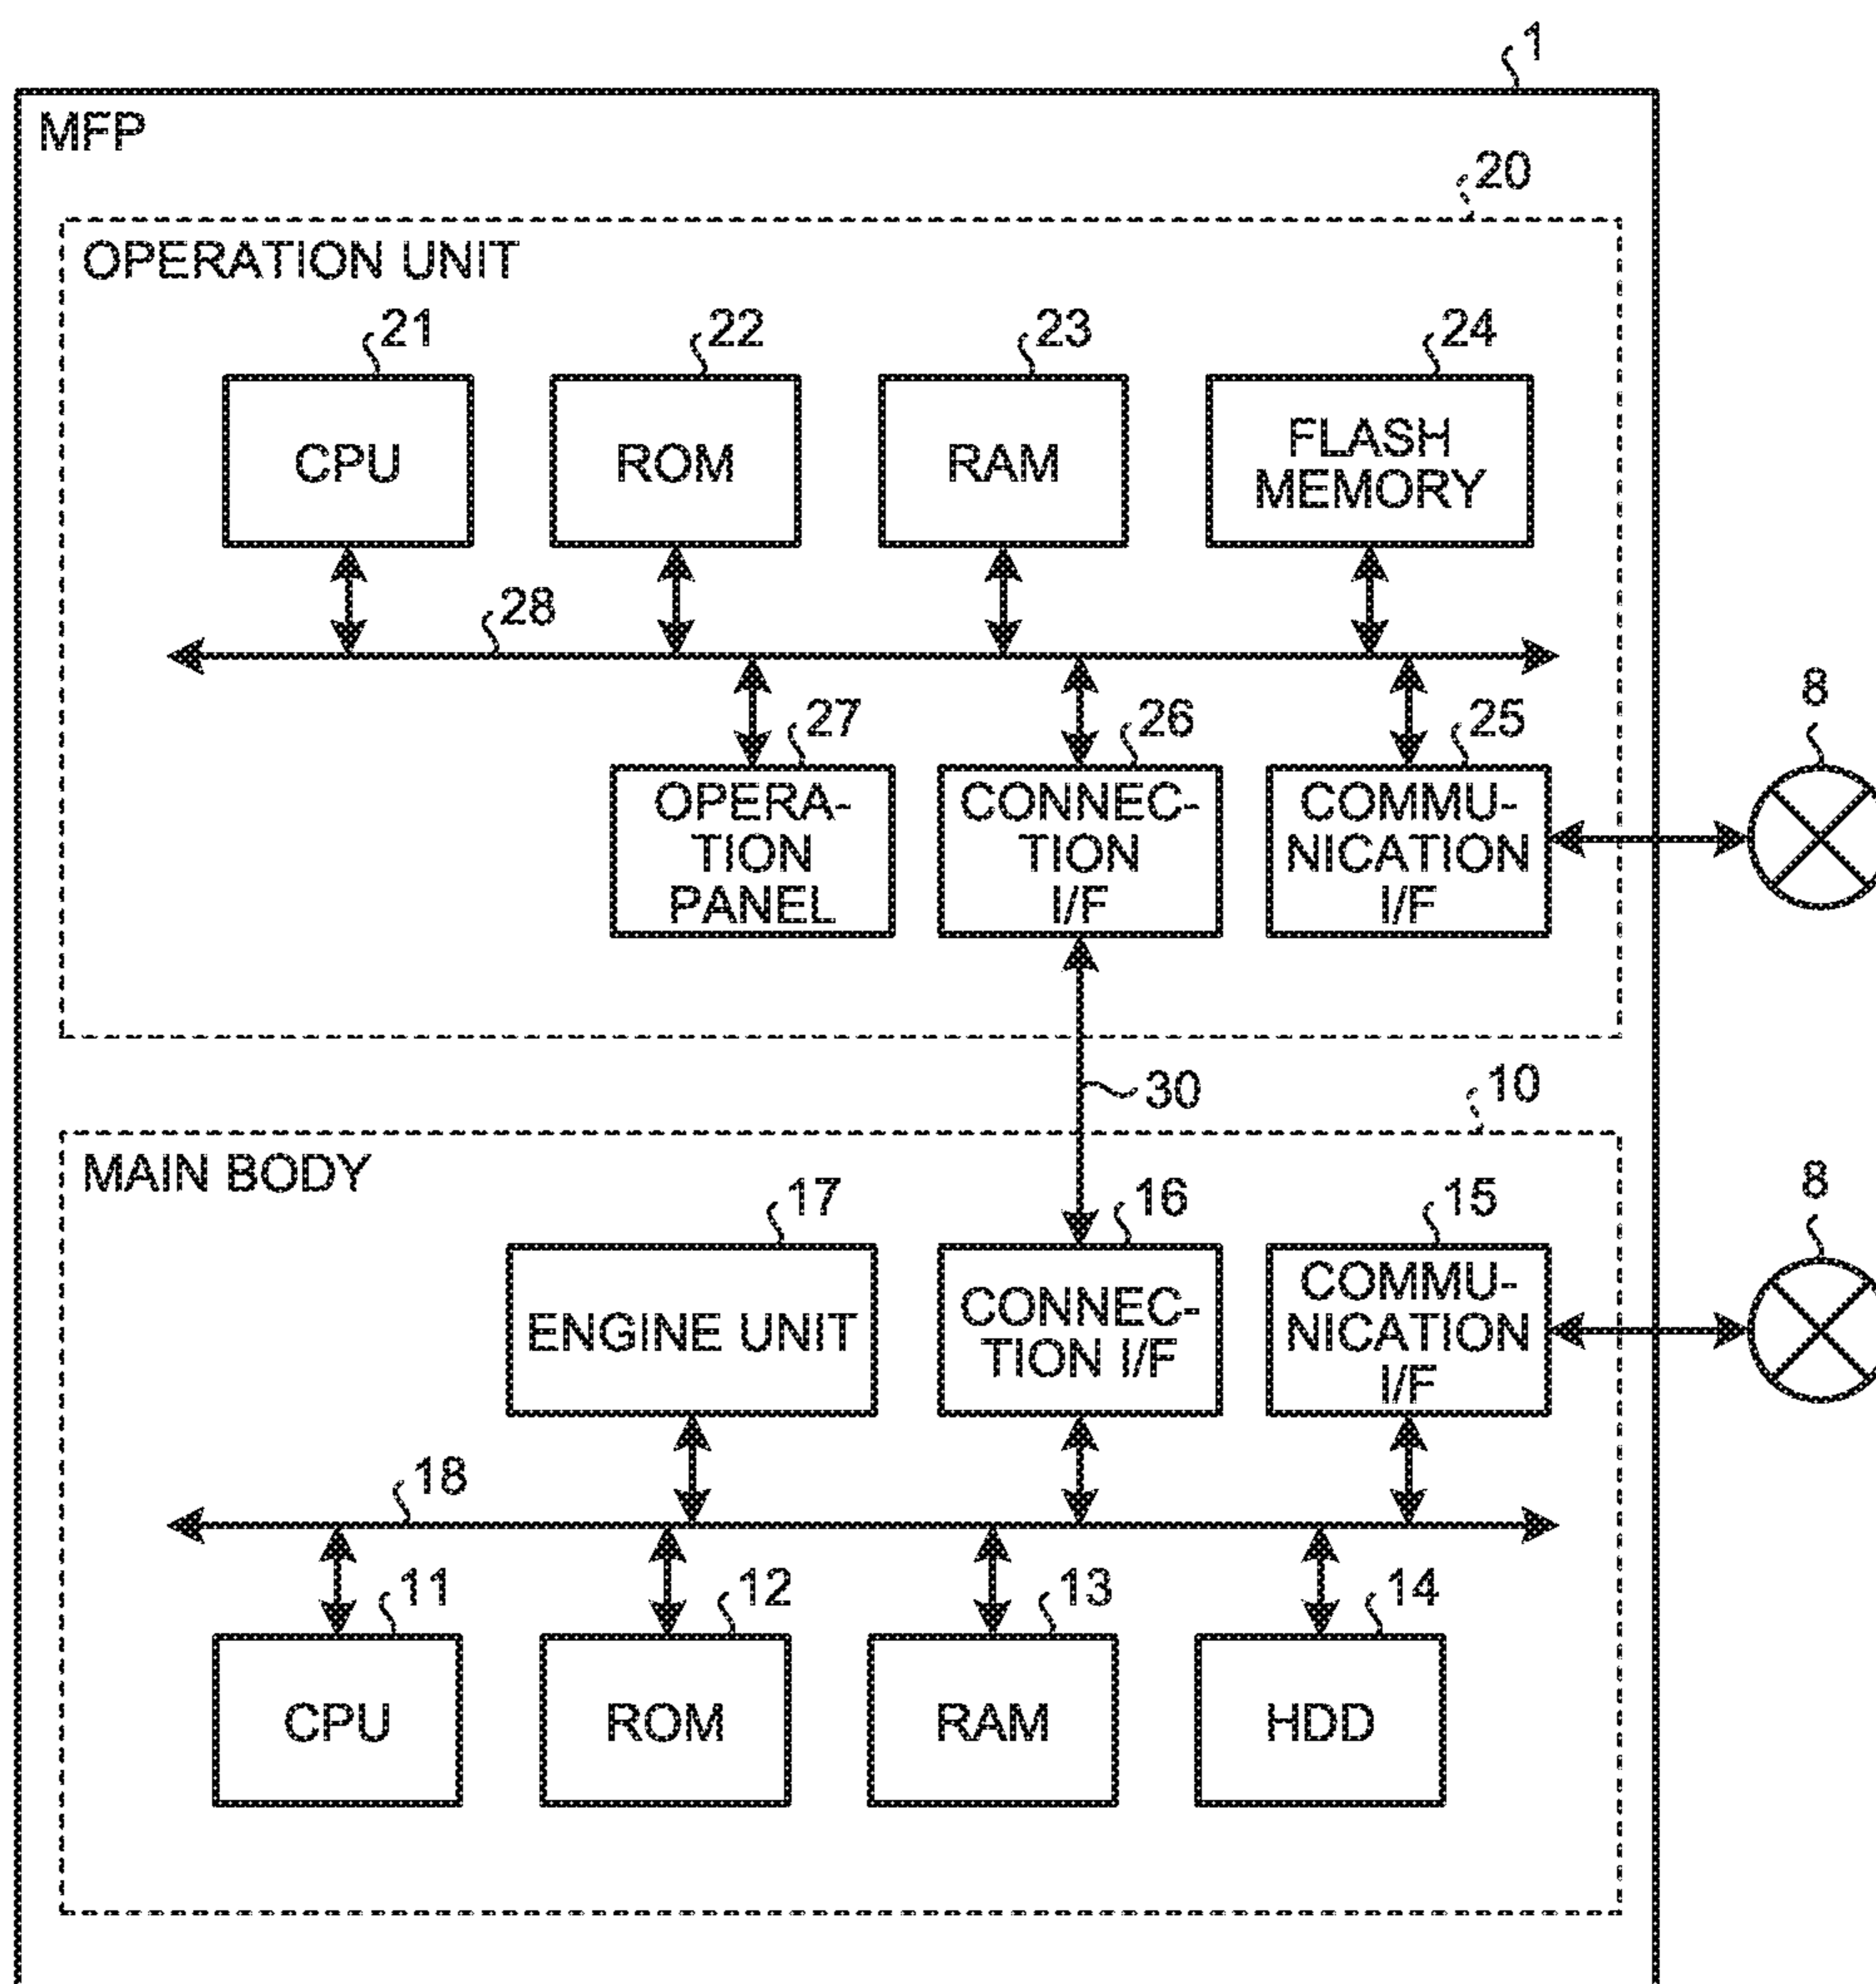 1
MFP
20
OPERATION UNIT
21
22
23
24
CPU
ROM
RAM
FLASH
MEMORY
28
27
26
25
8
OPERA-
TION
PANEL
CONNEC-
TION
I/F
COMMU-
NICATION
I/F
30
10
MAIN BODY
17
16
15
8
ENGINE UNIT
CONNEC-
TION I/F
COMMU-
NICATION
I/F
18
11
12
13
14
CPU
ROM
RAM
HDD